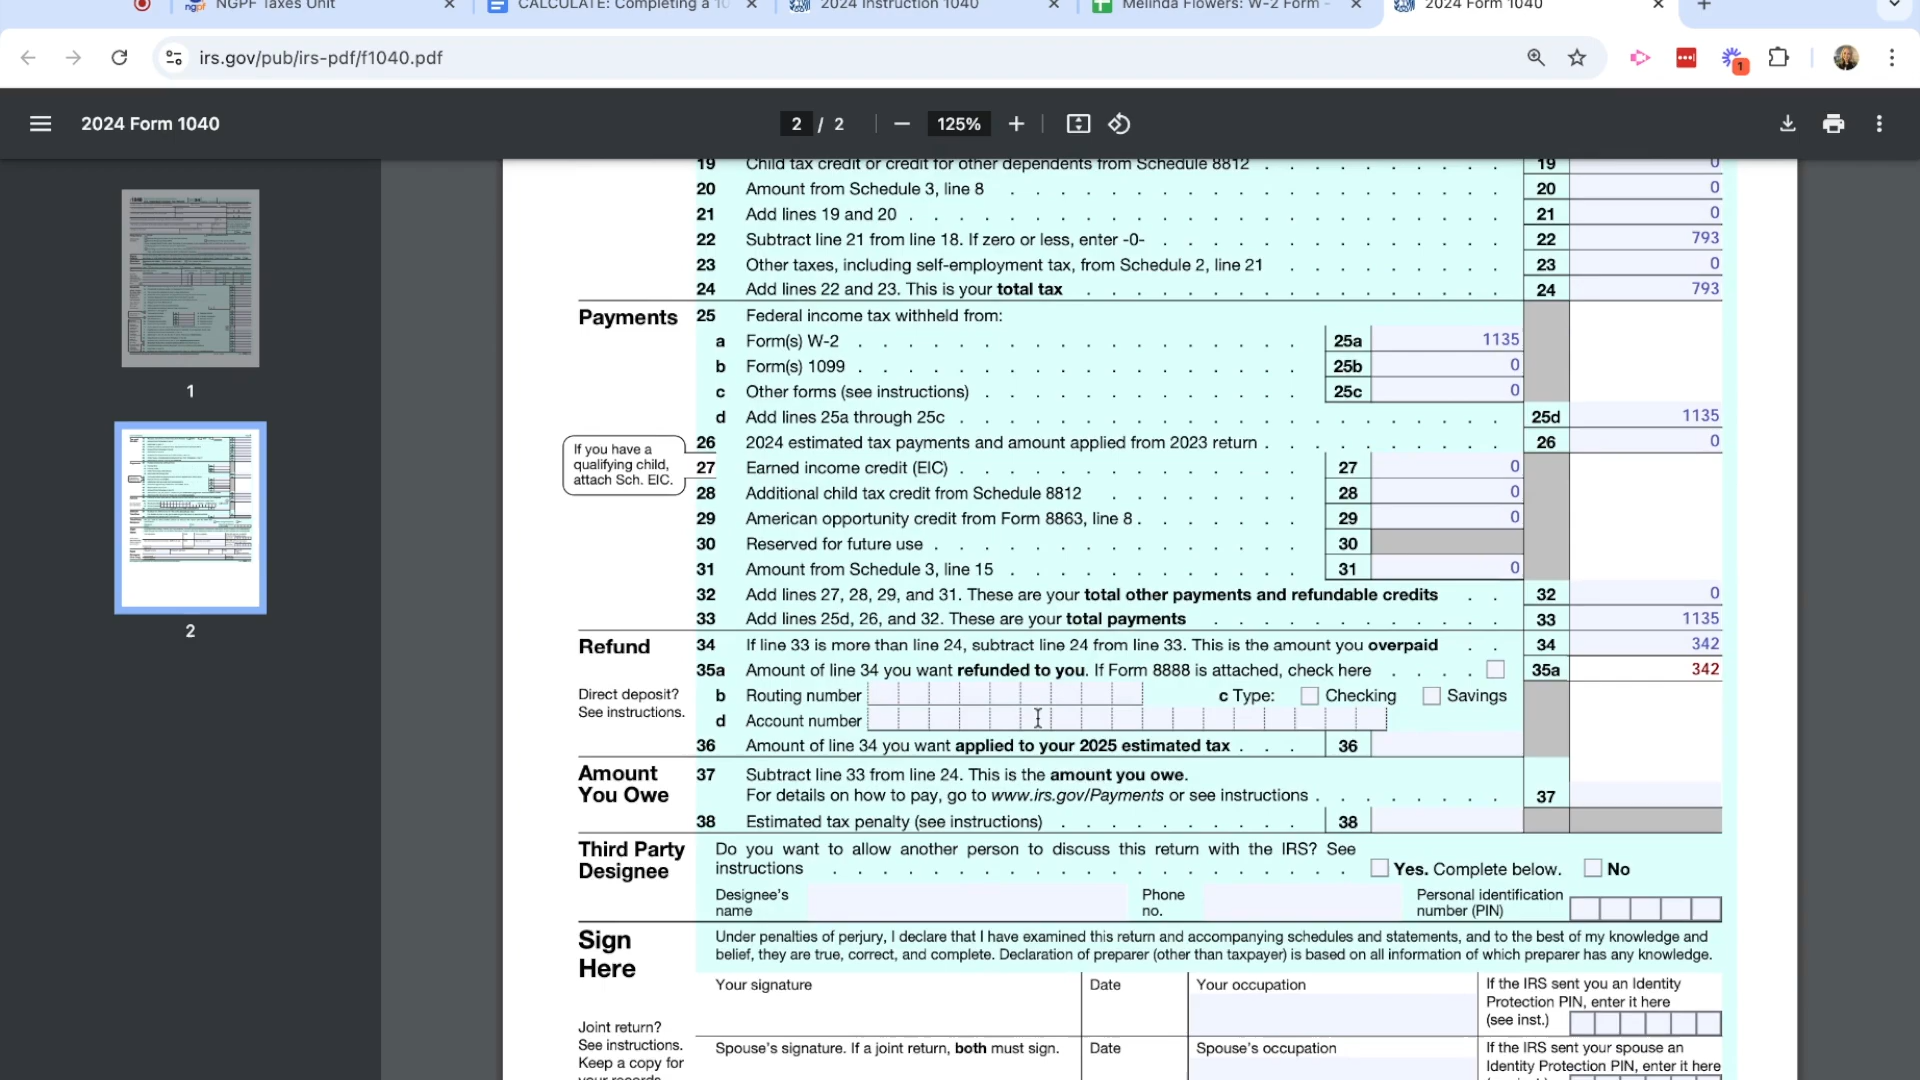 NGPF Taxes Unit
CALCULATE: Completing a 10
2024 Instruction 1040
Melinda Flowers: W-2 Form -
2024 Form 1040
irs.gov/pub/irs-pdf/f1040.pdf
1
2024 Form 1040
2 / 2
125%
1
2
19 Child tax credit or credit for other dependents from Schedule 8812 . . . . . . . . . . 19 0
20 Amount from Schedule 3, line 8 . . . . . . . . . . . . . . . . . . . . 20 0
21 Add lines 19 and 20 . . . . . . . . . . . . . . . . . . . . . . . . 21 0
22 Subtract line 21 from line 18. If zero or less, enter -0- . . . . . . . . . . . . . . 22 793
23 Other taxes, including self-employment tax, from Schedule 2, line 21 . . . . . . . . . 23 0
24 Add lines 22 and 23. This is your total tax . . . . . . . . . . . . . . . . . 24 793
Payments 25 Federal income tax withheld from:
a Form(s) W-2 . . . . . . . . . . . . . . . . . . 25a 1135
b Form(s) 1099 . . . . . . . . . . . . . . . . . . 25b 0
c Other forms (see instructions) . . . . . . . . . . . . . 25c 0
d Add lines 25a through 25c . . . . . . . . . . . . . . . . . . . . . . 25d 1135
26 2024 estimated tax payments and amount applied from 2023 return . . . . . . . . . . 26 0
If you have a
qualifying child,
attach Sch. EIC.
27 Earned income credit (EIC) . . . . . . . . . . . . . . 27 0
28 Additional child tax credit from Schedule 8812 . . . . . . . . 28 0
29 American opportunity credit from Form 8863, line 8 . . . . . . . 29 0
30 Reserved for future use . . . . . . . . . . . . . . . 30
31 Amount from Schedule 3, line 15 . . . . . . . . . . . . 31 0
32 Add lines 27, 28, 29, and 31. These are your total other payments and refundable credits . . 32 0
33 Add lines 25d, 26, and 32. These are your total payments . . . . . . . . . . . . 33 1135
Refund 34 If line 33 is more than line 24, subtract line 24 from line 33. This is the amount you overpaid . . 34 342
35a Amount of line 34 you want refunded to you. If Form 8888 is attached, check here . . . . 35a 342
Direct deposit?
See instructions.
b Routing number c Type: Checking Savings
d Account number
36 Amount of line 34 you want applied to your 2025 estimated tax . . . 36
Amount
You Owe
37 Subtract line 33 from line 24. This is the amount you owe.
For details on how to pay, go to www.irs.gov/Payments or see instructions . . . . . . . . 37
38 Estimated tax penalty (see instructions) . . . . . . . . . . 38
Third Party
Designee
Do you want to allow another person to discuss this return with the IRS? See
instructions . . . . . . . . . . . . . . . . . . . . . Yes. Complete below. No
Designee's
name
Phone
no.
Personal identification
number (PIN)
Sign
Here
Under penalties of perjury, I declare that I have examined this return and accompanying schedules and statements, and to the best of my knowledge and
belief, they are true, correct, and complete. Declaration of preparer (other than taxpayer) is based on all information of which preparer has any knowledge.
Your signature
Date
Your occupation
If the IRS sent you an Identity
Protection PIN, enter it here
(see inst.)
Joint return?
See instructions.
Keep a copy for
your records.
Spouse's signature. If a joint return, both must sign.
Date
Spouse's occupation
If the IRS sent your spouse an
Identity Protection PIN, enter it here